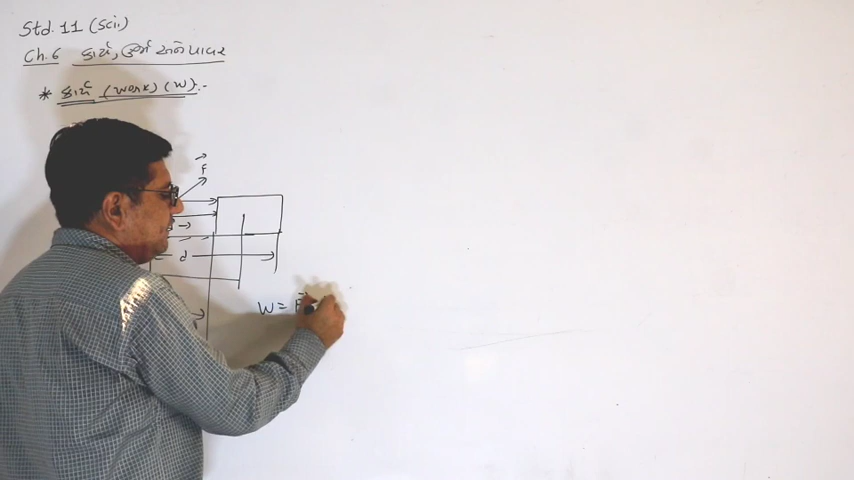 Std. 11 (Sci.)
Ch. 6 કાર્ય, ઊર્જા અને પાવર
* કાર્ય (Work) (W) :-
F
d
W = F